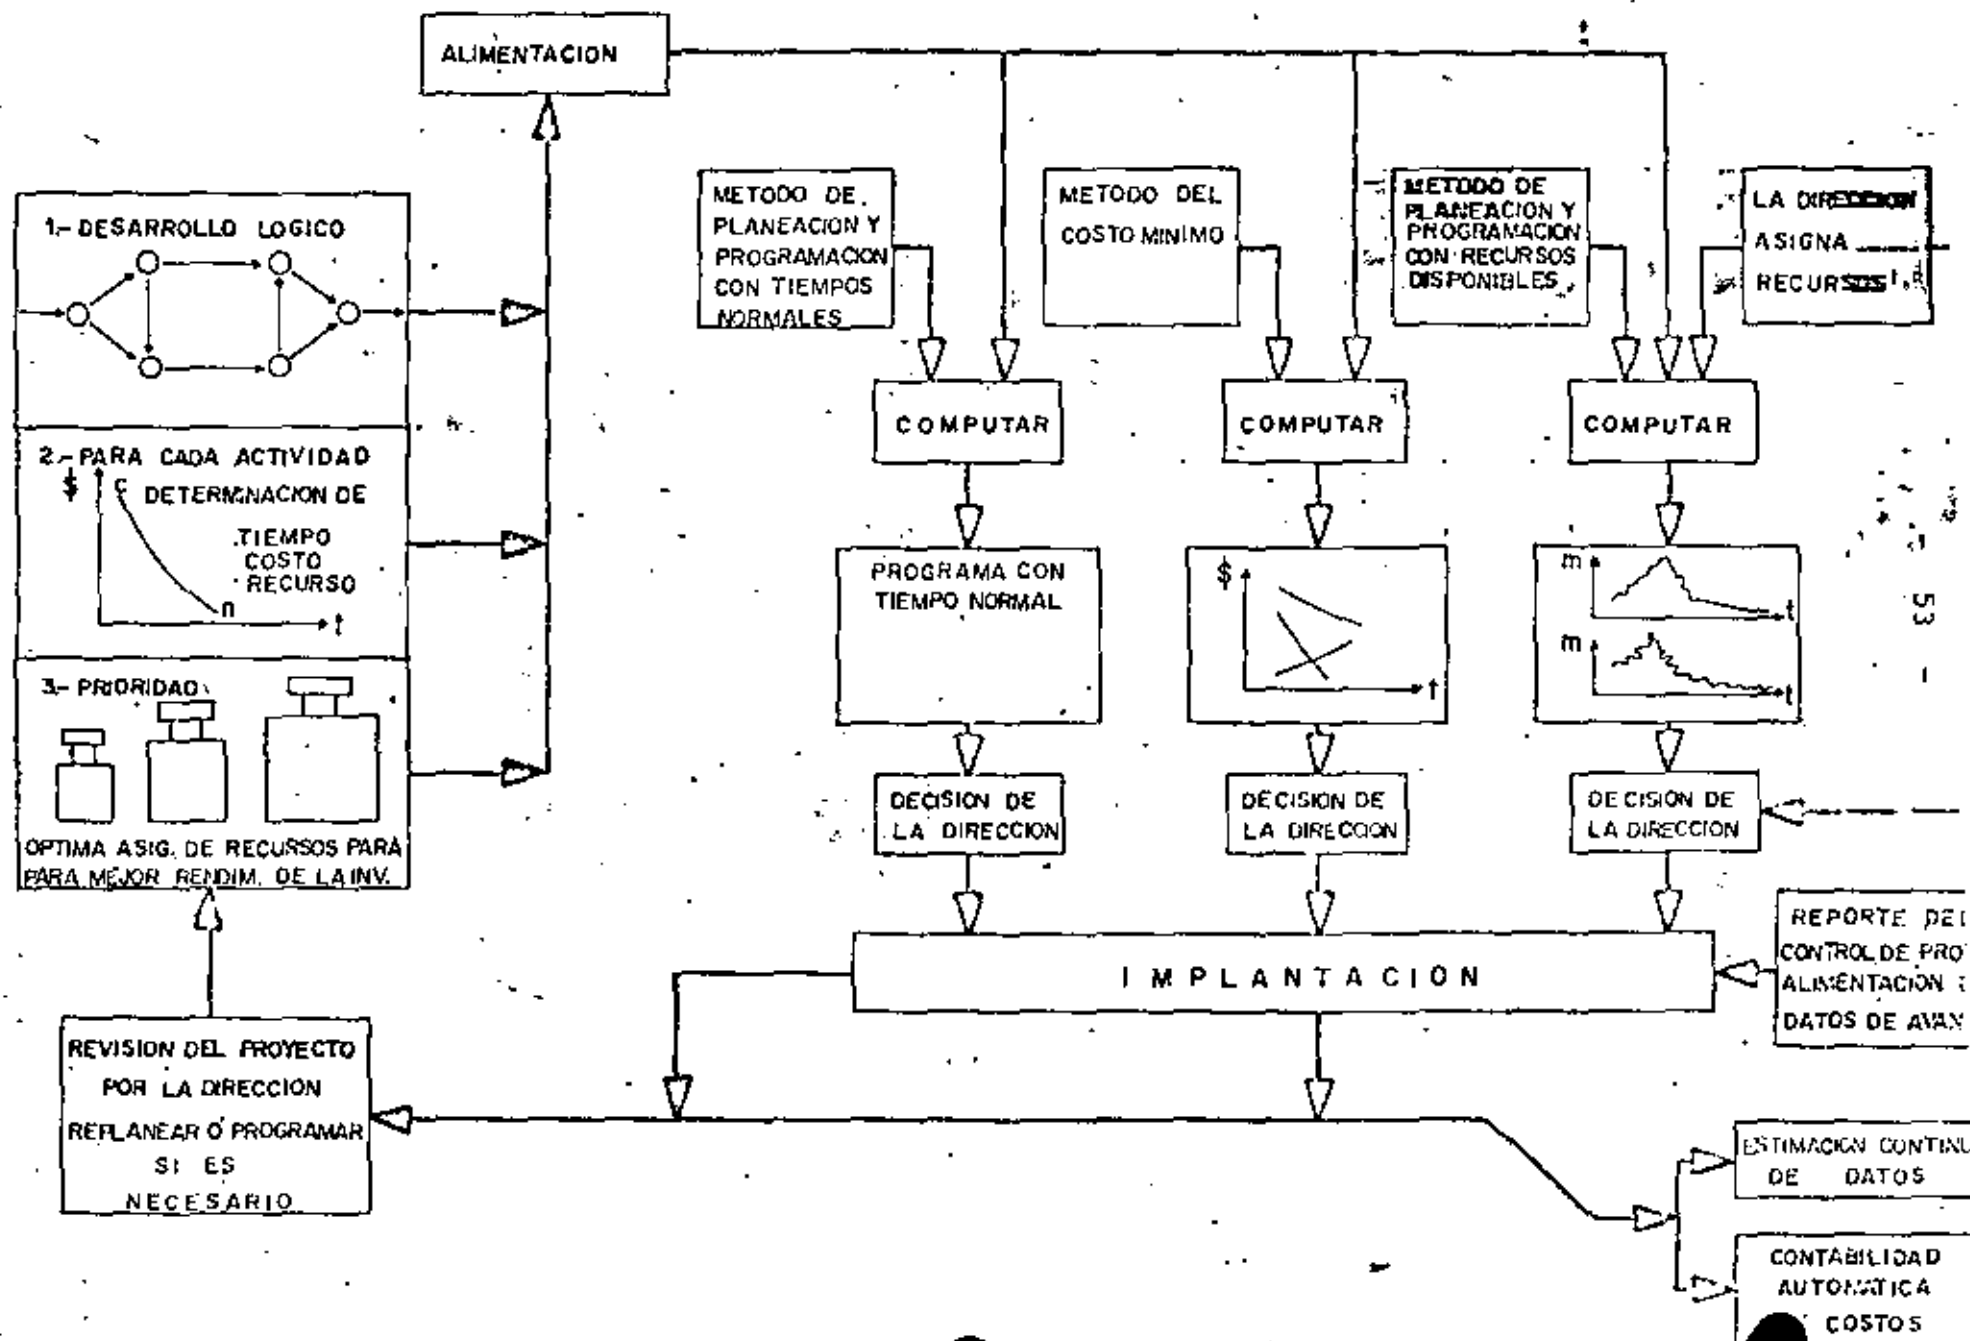 ALIMENTACION
1.- DESARROLLO LOGICO
2.- PARA CADA ACTIVIDAD
$
C
DETERMINACION DE
TIEMPO
COSTO
RECURSO
n
t
3.- PRIORIDAD
OPTIMA ASIG. DE RECURSOS PARA
PARA MEJOR RENDIM. DE LA INV.
REVISION DEL PROYECTO
POR LA DIRECCION
REPLANEAR O PROGRAMAR
SI ES
NECESARIO
METODO DE
PLANEACION Y
PROGRAMACION
CON TIEMPOS
NORMALES
METODO DEL
COSTO MINIMO
METODO DE
PLANEACION Y
PROGRAMACION
CON RECURSOS
DISPONIBLES
LA DIRECCION
ASIGNA
RECURSOS
COMPUTAR
COMPUTAR
COMPUTAR
PROGRAMA CON
TIEMPO NORMAL
$
t
m
t
m
t
- 53 -
DECISION DE
LA DIRECCION
DECISION DE
LA DIRECCION
DECISION DE
LA DIRECCION
IMPLANTACION
REPORTE DEL
CONTROL DE PRO
ALIMENTACION
DATOS DE AVAN
ESTIMACION CONTINU
DE DATOS
CONTABILIDAD
AUTOMATICA
COSTOS